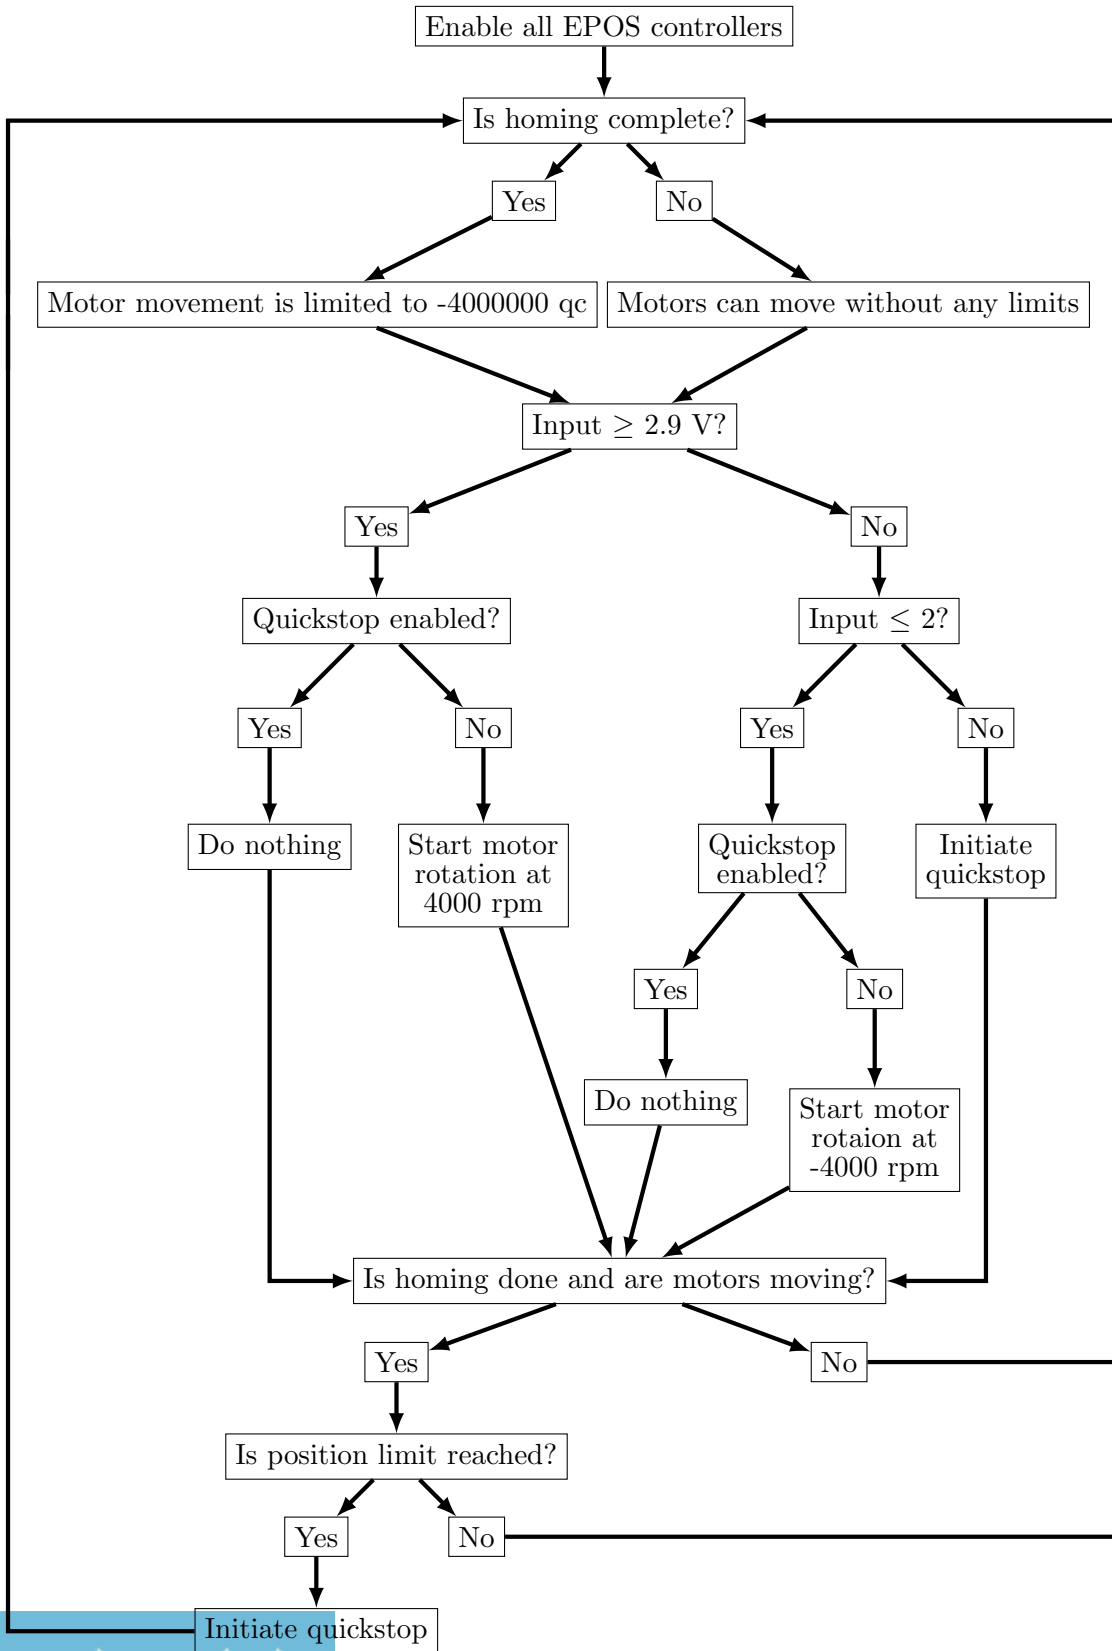 Enable all EPOS controllers
Is homing complete?
Yes
No
Motor movement is limited to -4000000 qc
Motors can move without any limits
Input ≥ 2.9 V?
Yes
No
Quickstop enabled?
Input ≤ 2?
Yes
No
Yes
No
Do nothing
Start motor
rotation at
4000 rpm
Quickstop
enabled?
Initiate
quickstop
Yes
No
Do nothing
Start motor
rotaion at
-4000 rpm
Is homing done and are motors moving?
Yes
No
Is position limit reached?
Yes
No
Initiate quickstop